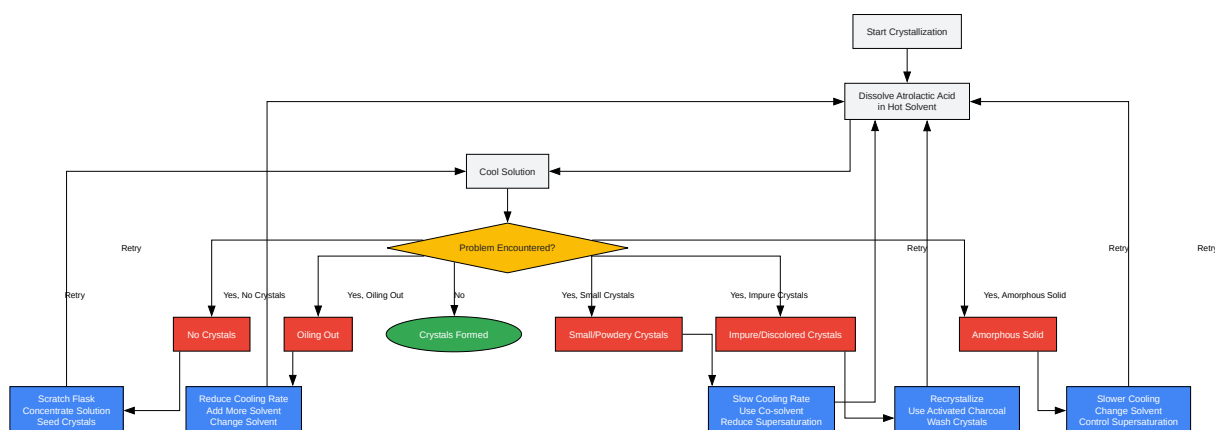 Start Crystallization
Dissolve Atrolactic Acid
in Hot Solvent
Cool Solution
Problem Encountered?
Retry
Retry
Retry
Retry
Retry
Yes, No Crystals
Yes, Oiling Out
No
Yes, Small Crystals
Yes, Impure Crystals
Yes, Amorphous Solid
No Crystals
Oiling Out
Crystals Formed
Small/Powdery Crystals
Impure/Discolored Crystals
Amorphous Solid
Scratch Flask
Concentrate Solution
Seed Crystals
Reduce Cooling Rate
Add More Solvent
Change Solvent
Slow Cooling Rate
Use Co-solvent
Reduce Supersaturation
Recrystallize
Use Activated Charcoal
Wash Crystals
Slower Cooling
Change Solvent
Control Supersaturation